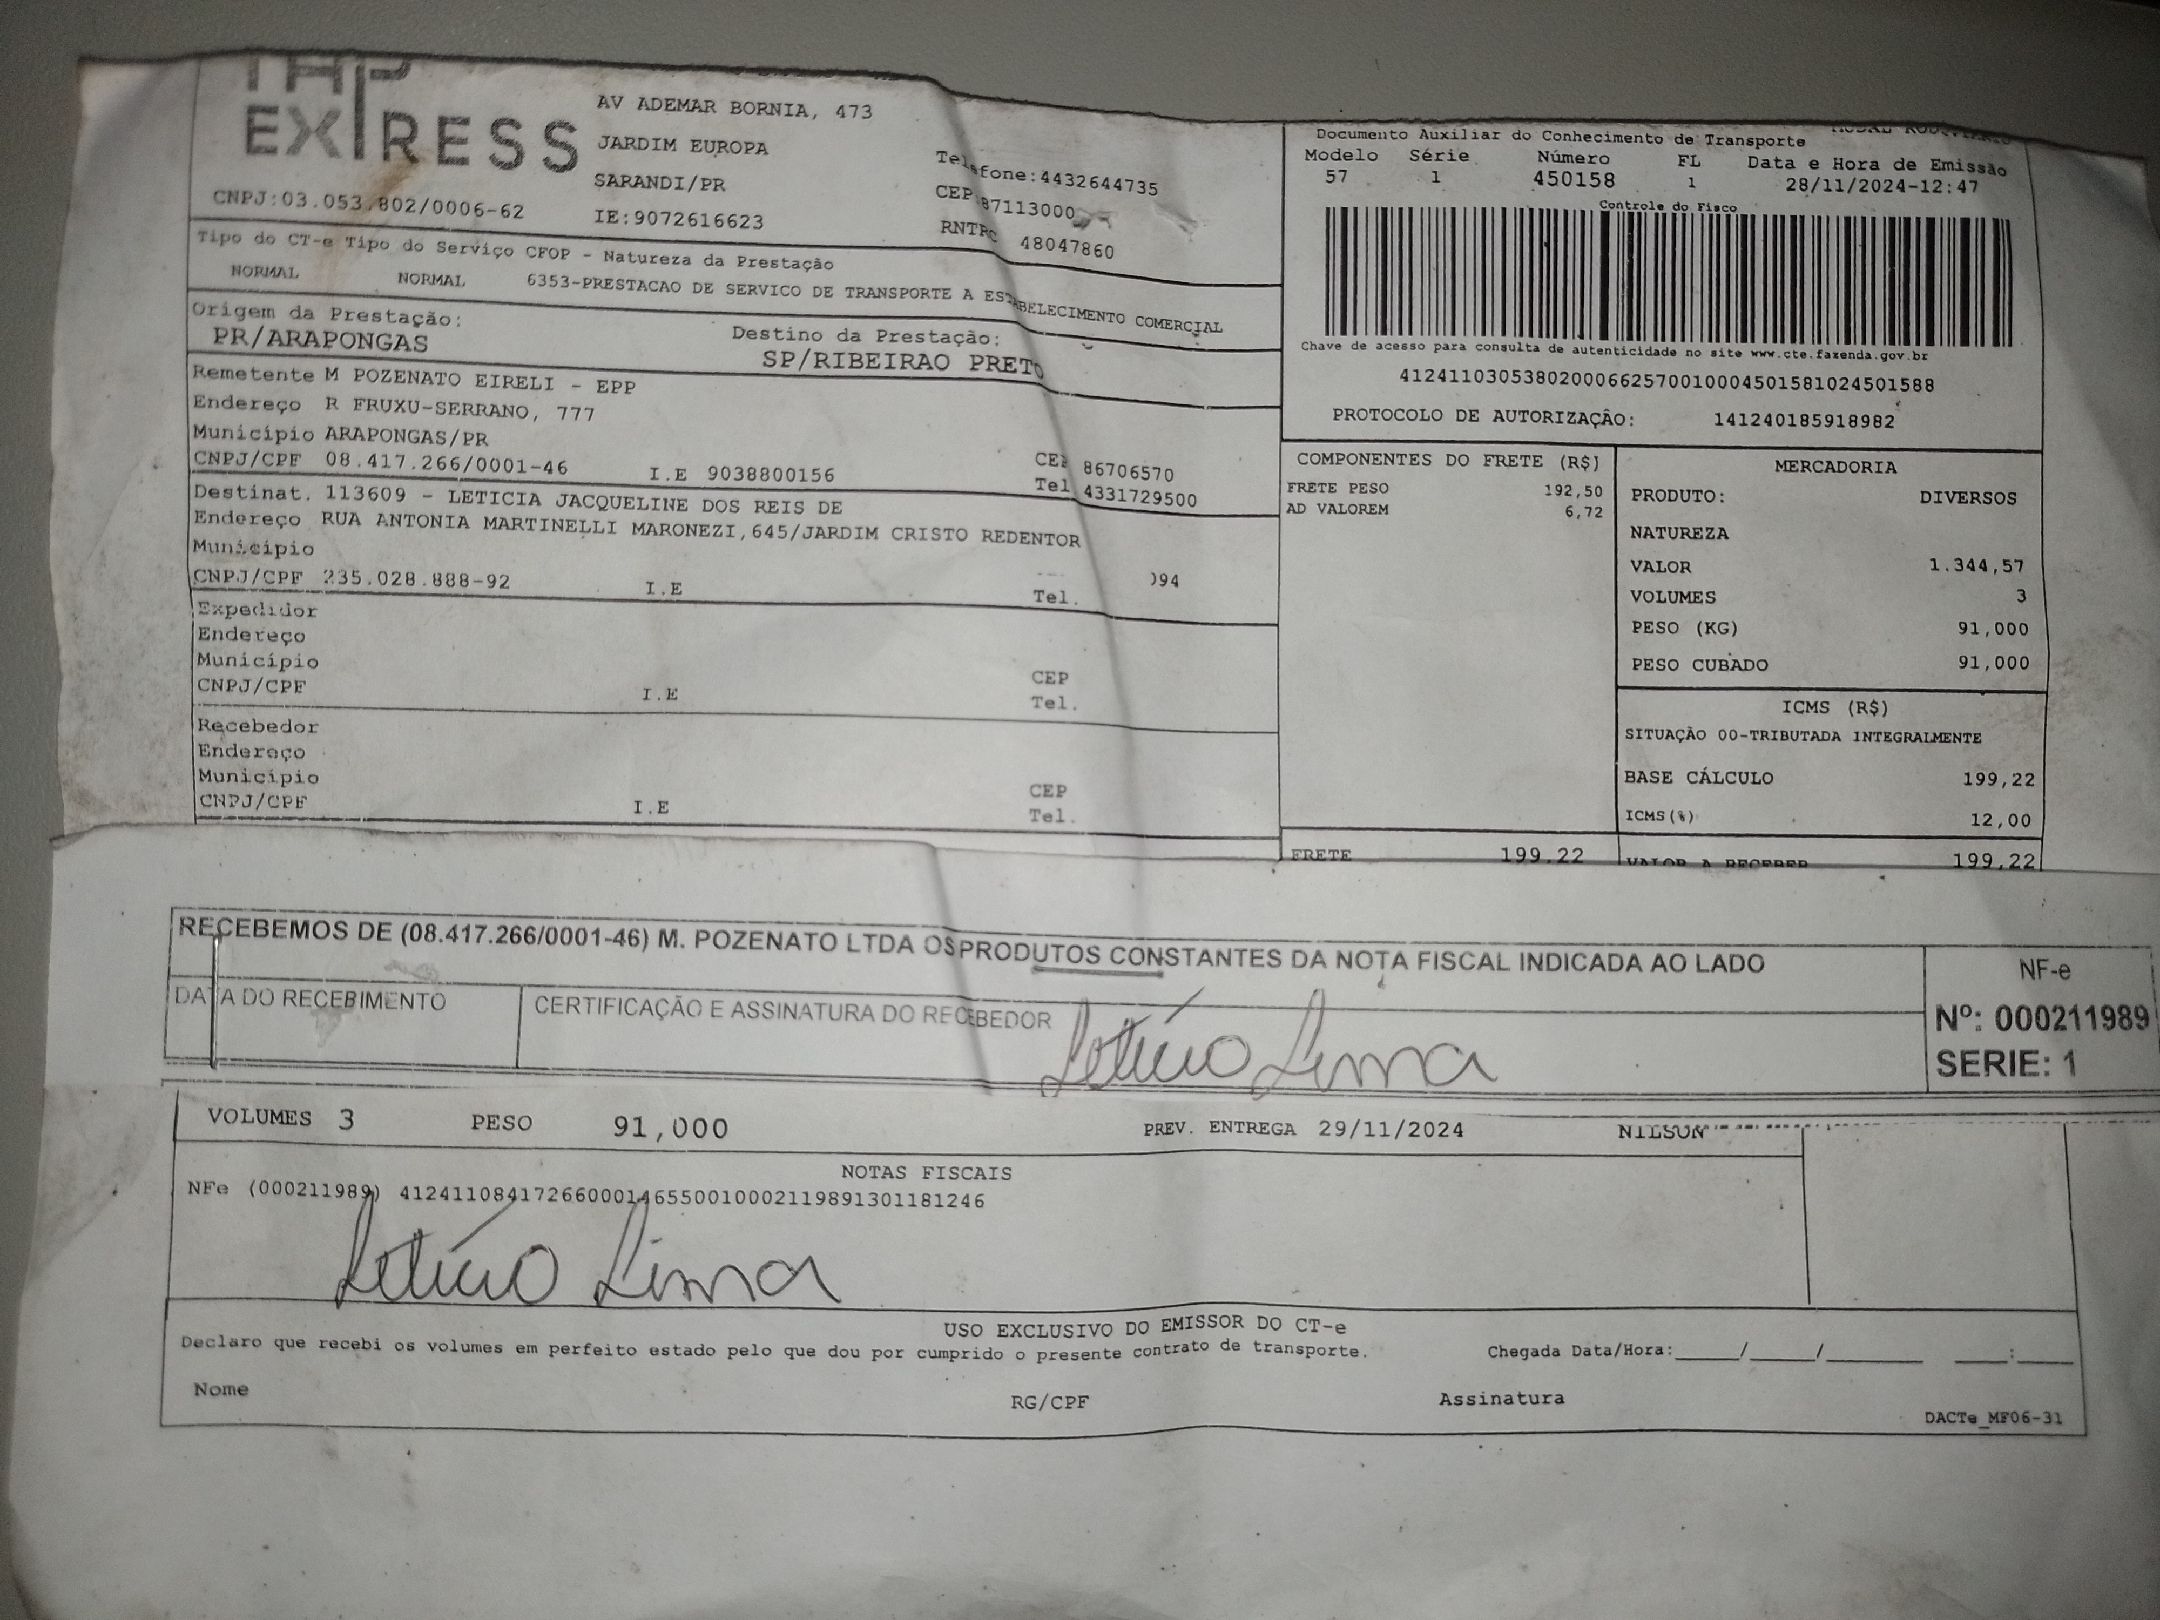 EXPRESS
AV ADEMAR BORNIA, 473
JARDIM EUROPA
SARANDI/PR
CNPJ:03.053.802/0006-62
IE:9072616623
Telefone:4432644735
CEP 87113000
RNTRC 48047860
Tipo do CT-e Tipo do Serviço CFOP - Natureza da Prestação
NORMAL NORMAL 6353-PRESTACAO DE SERVICO DE TRANSPORTE A ESTABELECIMENTO COMERCIAL
Origem da Prestação:
PR/ARAPONGAS
Destino da Prestação:
SP/RIBEIRAO PRETO
Remetente M POZENATO EIRELI - EPP
Endereço R FRUXU-SERRANO, 777
Município ARAPONGAS/PR
CEP 86706570
CNPJ/CPF 08.417.266/0001-46 I.E 9038800156 Tel 4331729500
Destinat. 113609 - LETICIA JACQUELINE DOS REIS DE
Endereço RUA ANTONIA MARTINELLI MARONEZI,645/JARDIM CRISTO REDENTOR
Município
094
CNPJ/CPF 235.028.888-92 I.E Tel.
Expedidor
Endereço
Município CEP
CNPJ/CPF I.E Tel.
Recebedor
Endereço
Município CEP
CNPJ/CPF I.E Tel.
Documento Auxiliar do Conhecimento de Transporte
Modelo Série Número FL Data e Hora de Emissão
57 1 450158 1 28/11/2024-12:47
Controle do Fisco
Chave de acesso para consulta de autenticidade no site www.cte.fazenda.gov.br
41241103053802000662570010004501581024501588
PROTOCOLO DE AUTORIZAÇÃO: 141240185918982
COMPONENTES DO FRETE (R$)
FRETE PESO 192,50
AD VALOREM 6,72
FRETE 199,22
MERCADORIA
PRODUTO: DIVERSOS
NATUREZA
VALOR 1.344,57
VOLUMES 3
PESO (KG) 91,000
PESO CUBADO 91,000
ICMS (R$)
SITUAÇÃO 00-TRIBUTADA INTEGRALMENTE
BASE CÁLCULO 199,22
ICMS(%) 12,00
VALOR A RECEBER 199,22
RECEBEMOS DE (08.417.266/0001-46) M. POZENATO LTDA OS PRODUTOS CONSTANTES DA NOTA FISCAL INDICADA AO LADO
DATA DO RECEBIMENTO
CERTIFICAÇÃO E ASSINATURA DO RECEBEDOR
Letícia Lima
NF-e
Nº: 000211989
SERIE: 1
VOLUMES 3 PESO 91,000 PREV. ENTREGA 29/11/2024 NILSON
NOTAS FISCAIS
NFe (000211989) 41241108417266000146550010002119891301181246
Letícia Lima
USO EXCLUSIVO DO EMISSOR DO CT-e
Declaro que recebi os volumes em perfeito estado pelo que dou por cumprido o presente contrato de transporte.
Chegada Data/Hora:_____/_____/_______ ____:_____
Nome RG/CPF Assinatura
DACTe_MF06-31